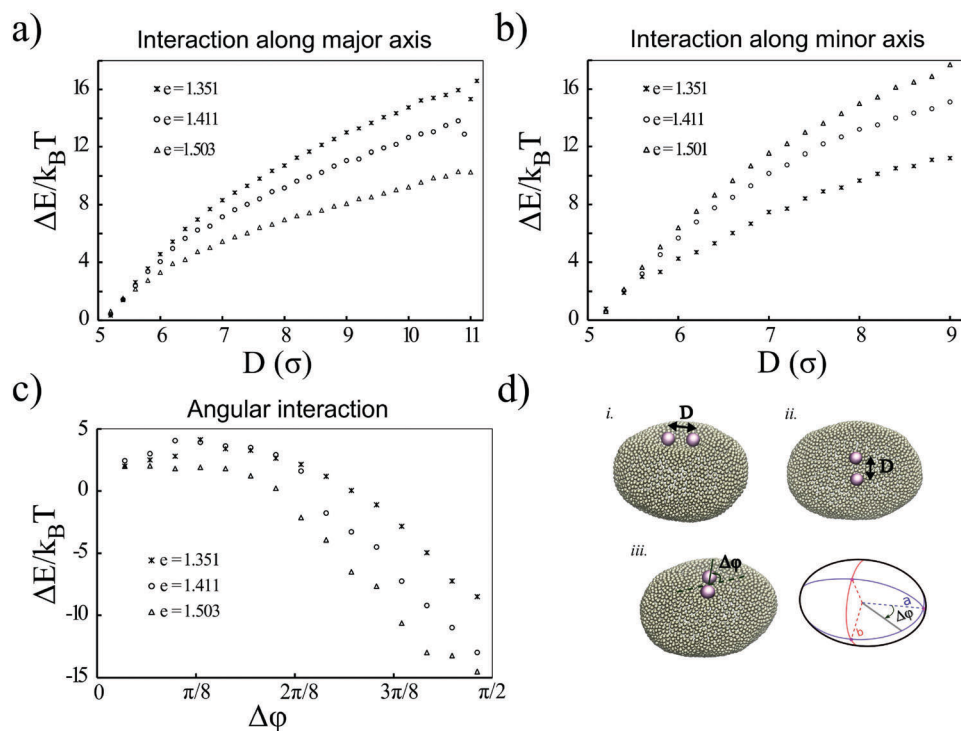 a)
Interaction along major axis
ΔE/k_BT
16
12
8
4
0
e=1.351
e=1.411
e=1.503
5 6 7 8 9 10 11
D (σ)
b)
Interaction along minor axis
ΔE/k_BT
16
12
8
4
0
e=1.351
e=1.411
e=1.501
5 6 7 8 9
D (σ)
c)
Angular interaction
ΔE/k_BT
5
0
-5
-10
-15
e=1.351
e=1.411
e=1.503
0 π/8 2π/8 3π/8 π/2
Δφ
d)
i.
D
ii.
D
iii.
Δφ
a
b
Δφ